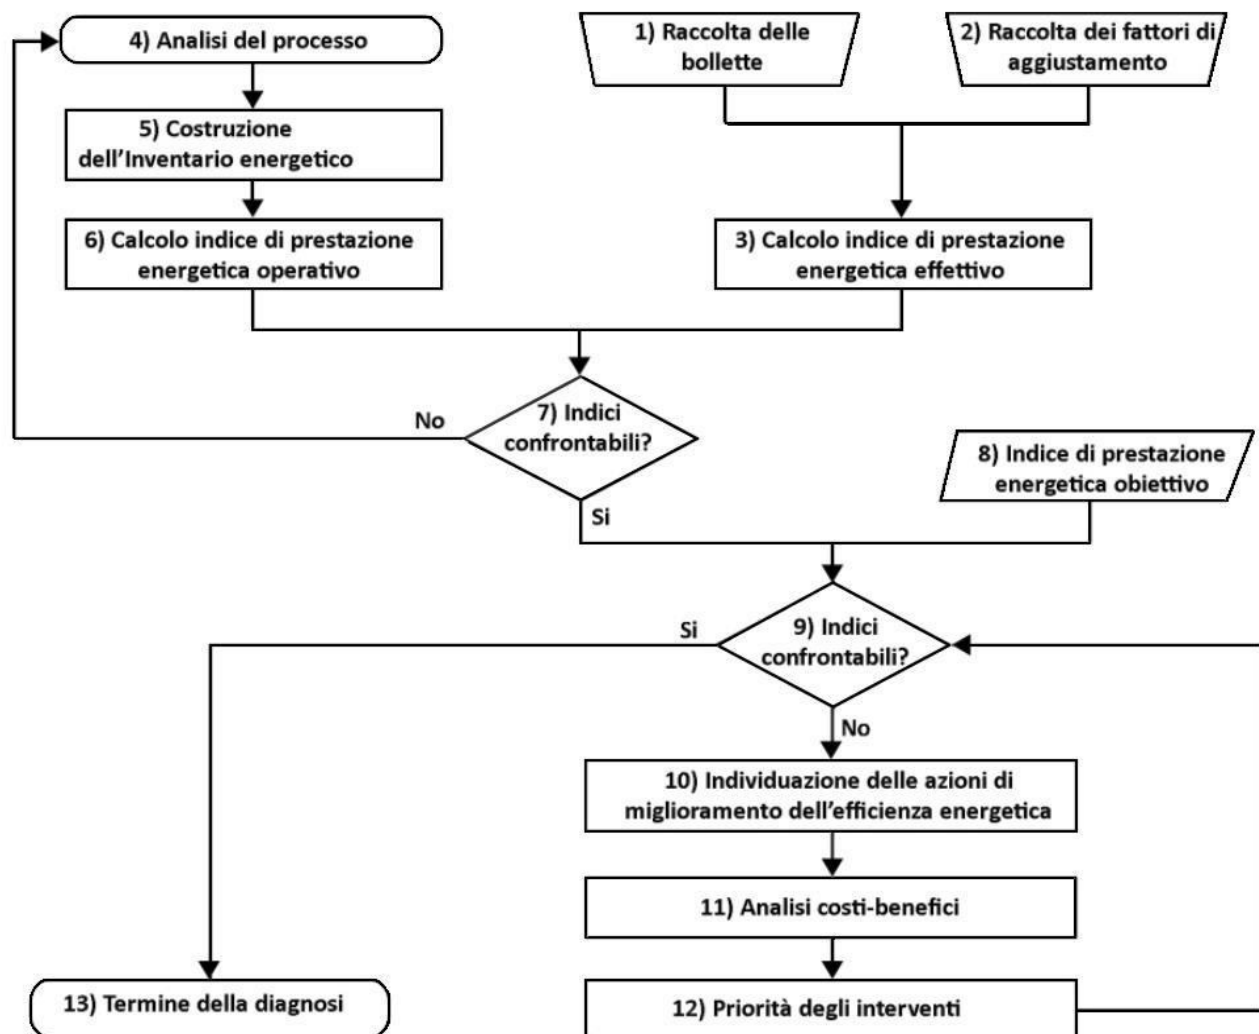 4) Analisi del processo
1) Raccolta delle
bollette
2) Raccolta dei fattori di
aggiustamento
5) Costruzione
dell'Inventario energetico
6) Calcolo indice di prestazione
energetica operativo
3) Calcolo indice di prestazione
energetica effettivo
7) Indici
confrontabili?
No
Si
8) Indice di prestazione
energetica obiettivo
9) Indici
confrontabili?
Si
No
10) Individuazione delle azioni di
miglioramento dell'efficienza energetica
11) Analisi costi-benefici
12) Priorità degli interventi
13) Termine della diagnosi